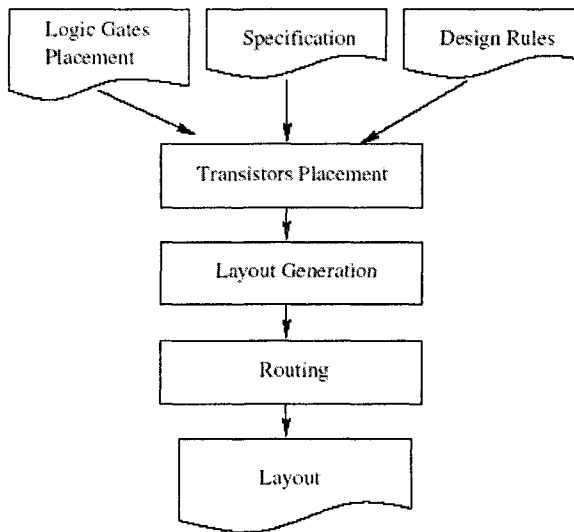 Logic Gates
Placement
Specification
Design Rules
Transistors Placement
Layout Generation
Routing
Layout